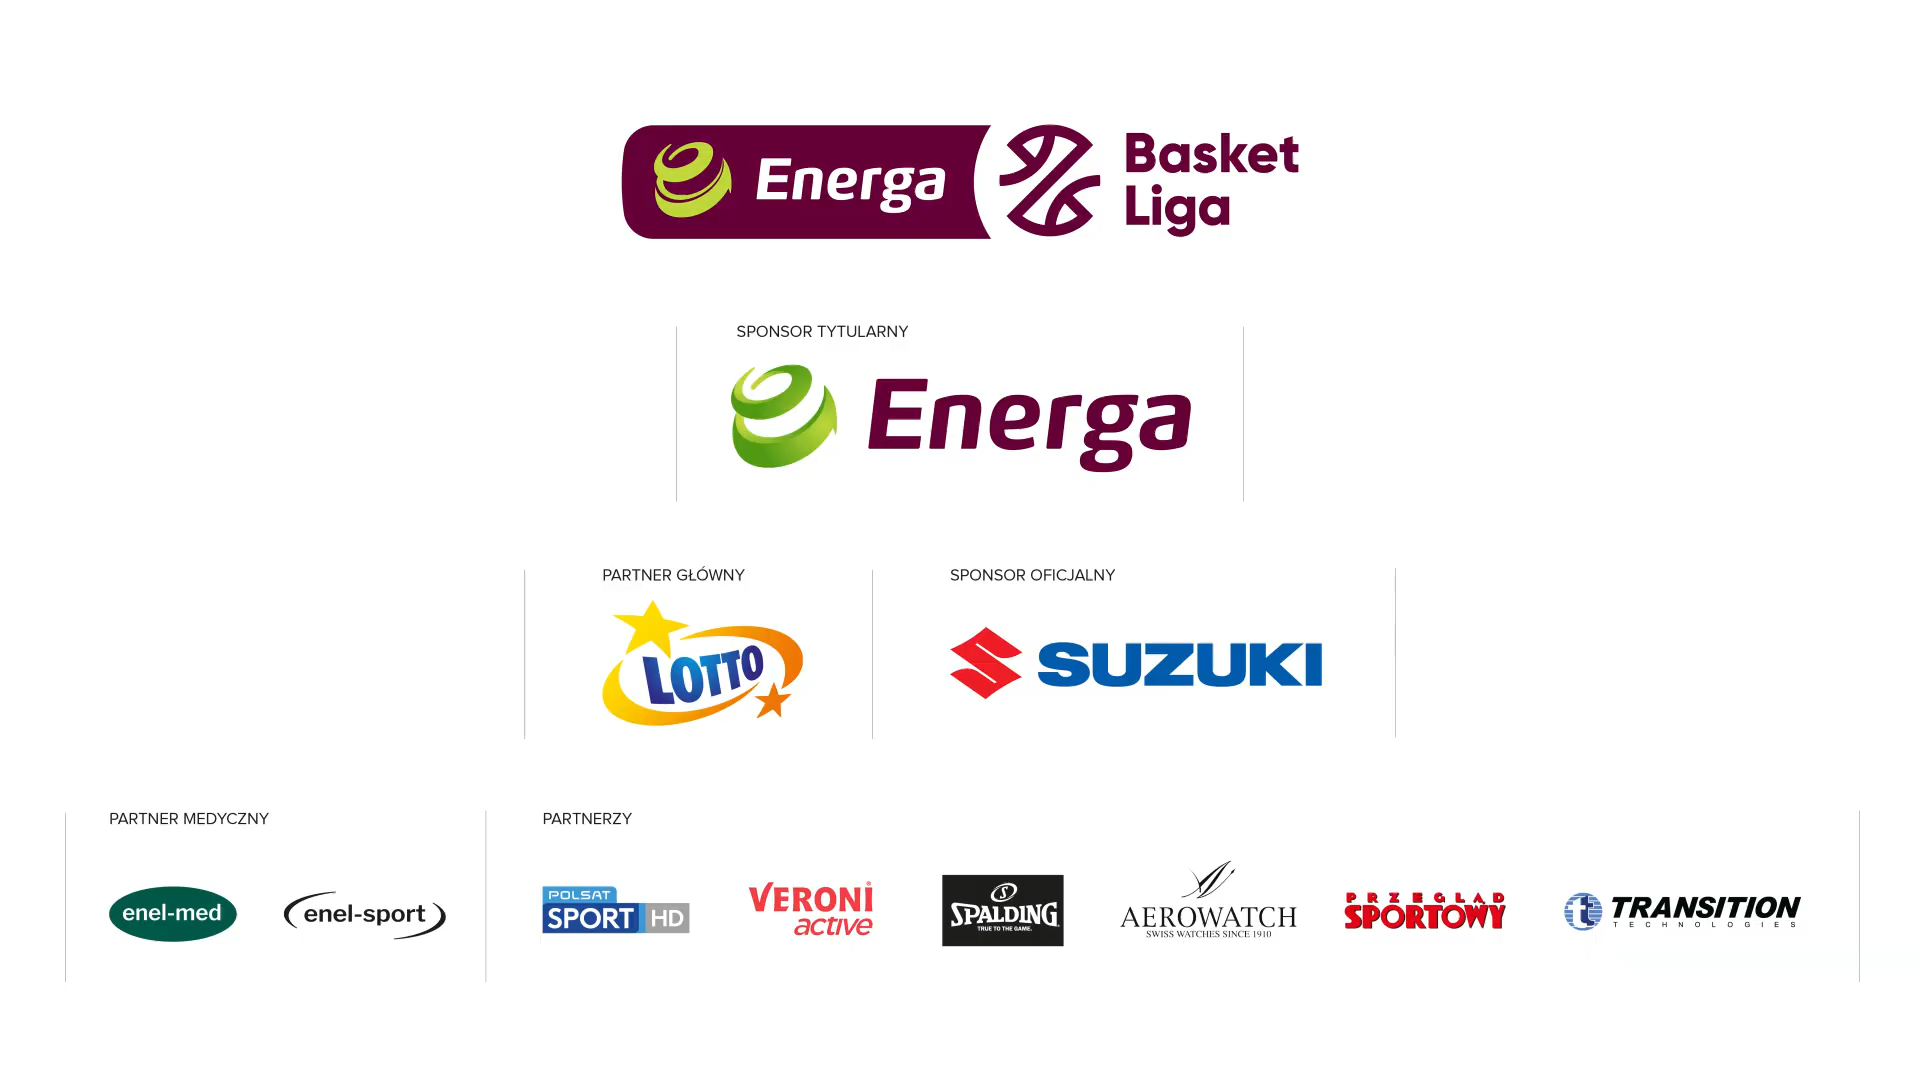 Energa
Basket
Liga
SPONSOR TYTULARNY
Energa
PARTNER GŁÓWNY
LOTTO
SPONSOR OFICJALNY
SUZUKI
PARTNER MEDYCZNY
enel-med
enel-sport
PARTNERZY
POLSAT
SPORT HD
VERONI®
active
SPALDING
TRUE TO THE GAME.
AEROWATCH
SWISS WATCHES SINCE 1910
PRZEGLĄD
SPORTOWY
TRANSITION
TECHNOLOGIES